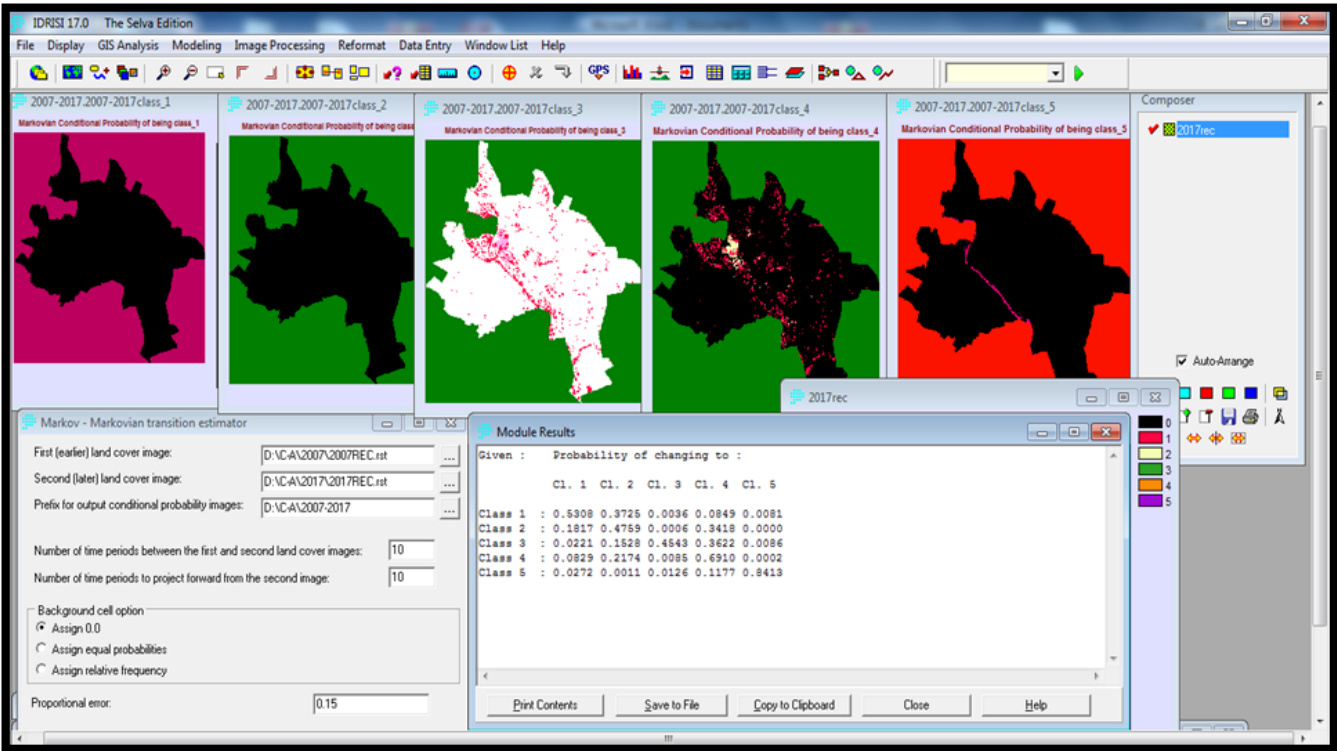 IDRISI 17.0 The Selva Edition
File Display GIS Analysis Modeling Image Processing Reformat Data Entry Window List Help
GPS
2007-2017.2007-2017class_1
2007-2017.2007-2017class_2
2007-2017.2007-2017class_3
2007-2017.2007-2017class_4
2007-2017.2007-2017class_5
Composer
Markovian Conditional Probability of being class_1
Markovian Conditional Probability of being class
Markovian Conditional Probability of being class_3
Markovian Conditional Probability of being class_4
Markovian Conditional Probability of being class_5
2017rec
Auto-Arrange
2017rec
0
1
2
3
4
5
Markov - Markovian transition estimator
First (earlier) land cover image: D:\C-A\2007\2007REC.rst ...
Second (later) land cover image: D:\C-A\2017\2017REC.rst ...
Prefix for output conditional probability images: D:\C-A\2007-2017 ...
Number of time periods between the first and second land cover images: 10
Number of time periods to project forward from the second image: 10
Background cell option
Assign 0.0
Assign equal probabilities
Assign relative frequency
Proportional error: 0.15
Module Results
Given : Probability of changing to :
Cl. 1 Cl. 2 Cl. 3 Cl. 4 Cl. 5
Class 1 : 0.5308 0.3725 0.0036 0.0849 0.0081
Class 2 : 0.1817 0.4759 0.0006 0.3418 0.0000
Class 3 : 0.0221 0.1528 0.4543 0.3622 0.0086
Class 4 : 0.0829 0.2174 0.0085 0.6910 0.0002
Class 5 : 0.0272 0.0011 0.0126 0.1177 0.8413
Print Contents Save to File Copy to Clipboard Close Help